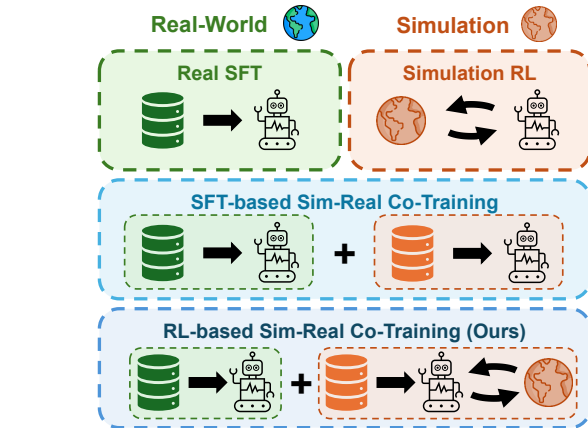 Real-World
Simulation
Real SFT
Simulation RL
SFT-based Sim-Real Co-Training
+
RL-based Sim-Real Co-Training (Ours)
+